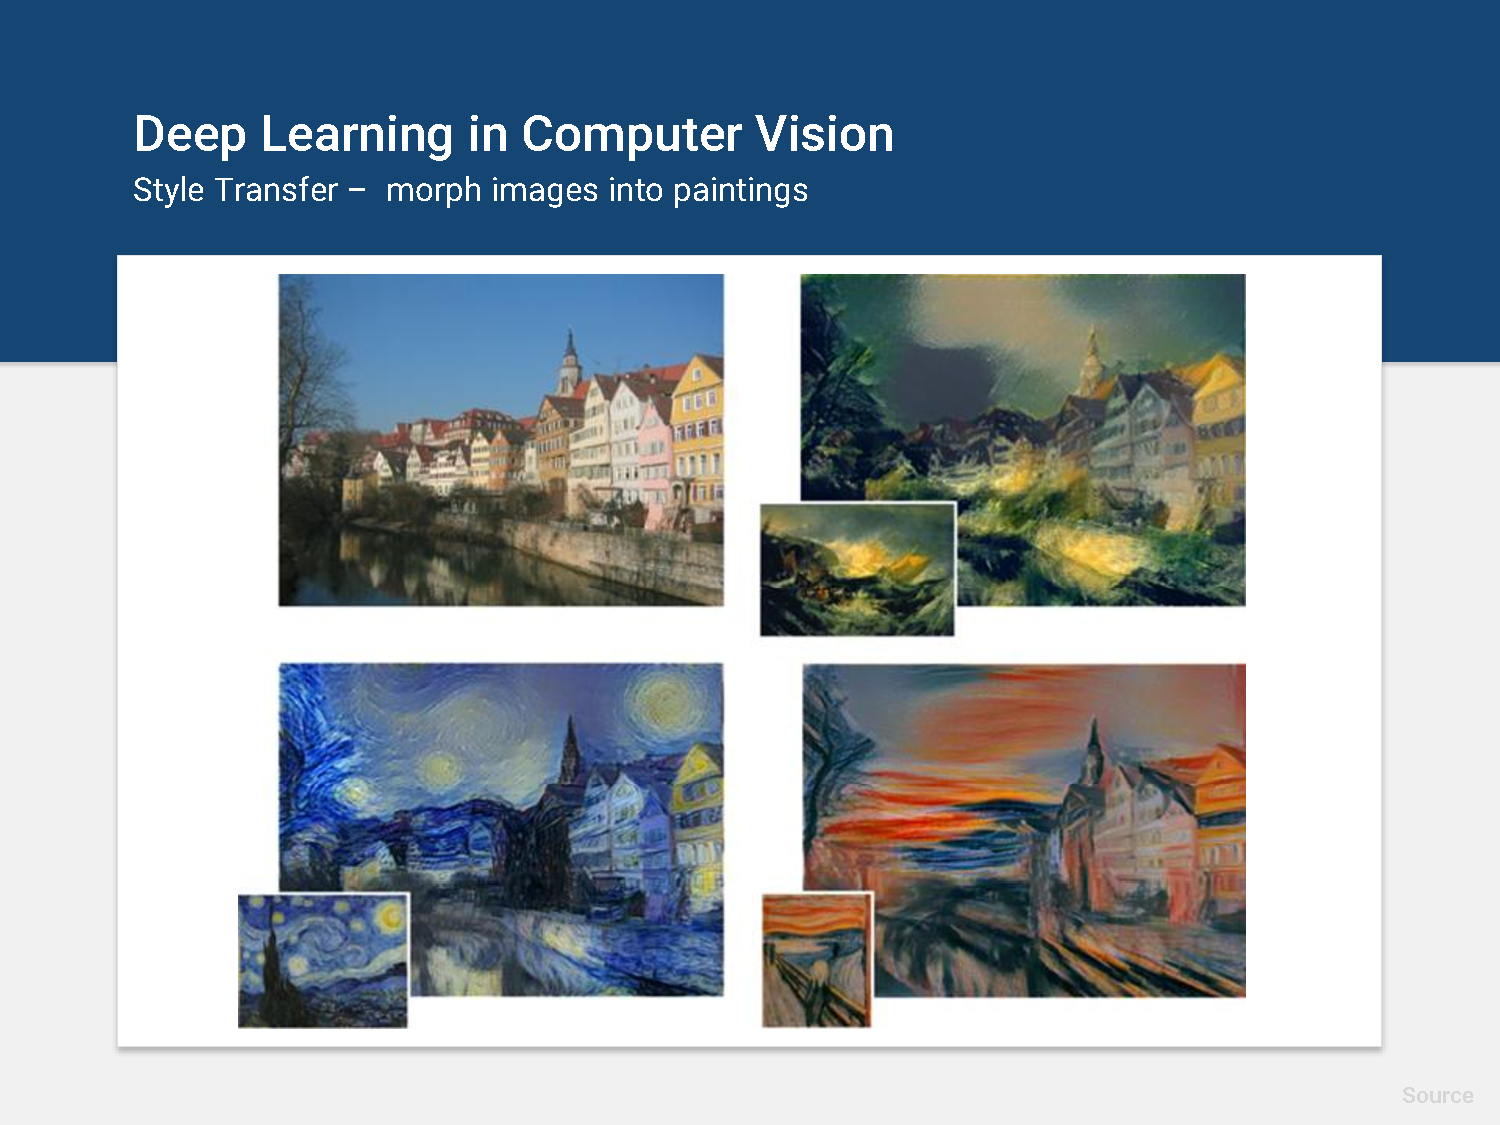 Deep Learning in Computer Vision
Style Transfer – morph images into paintings
Source